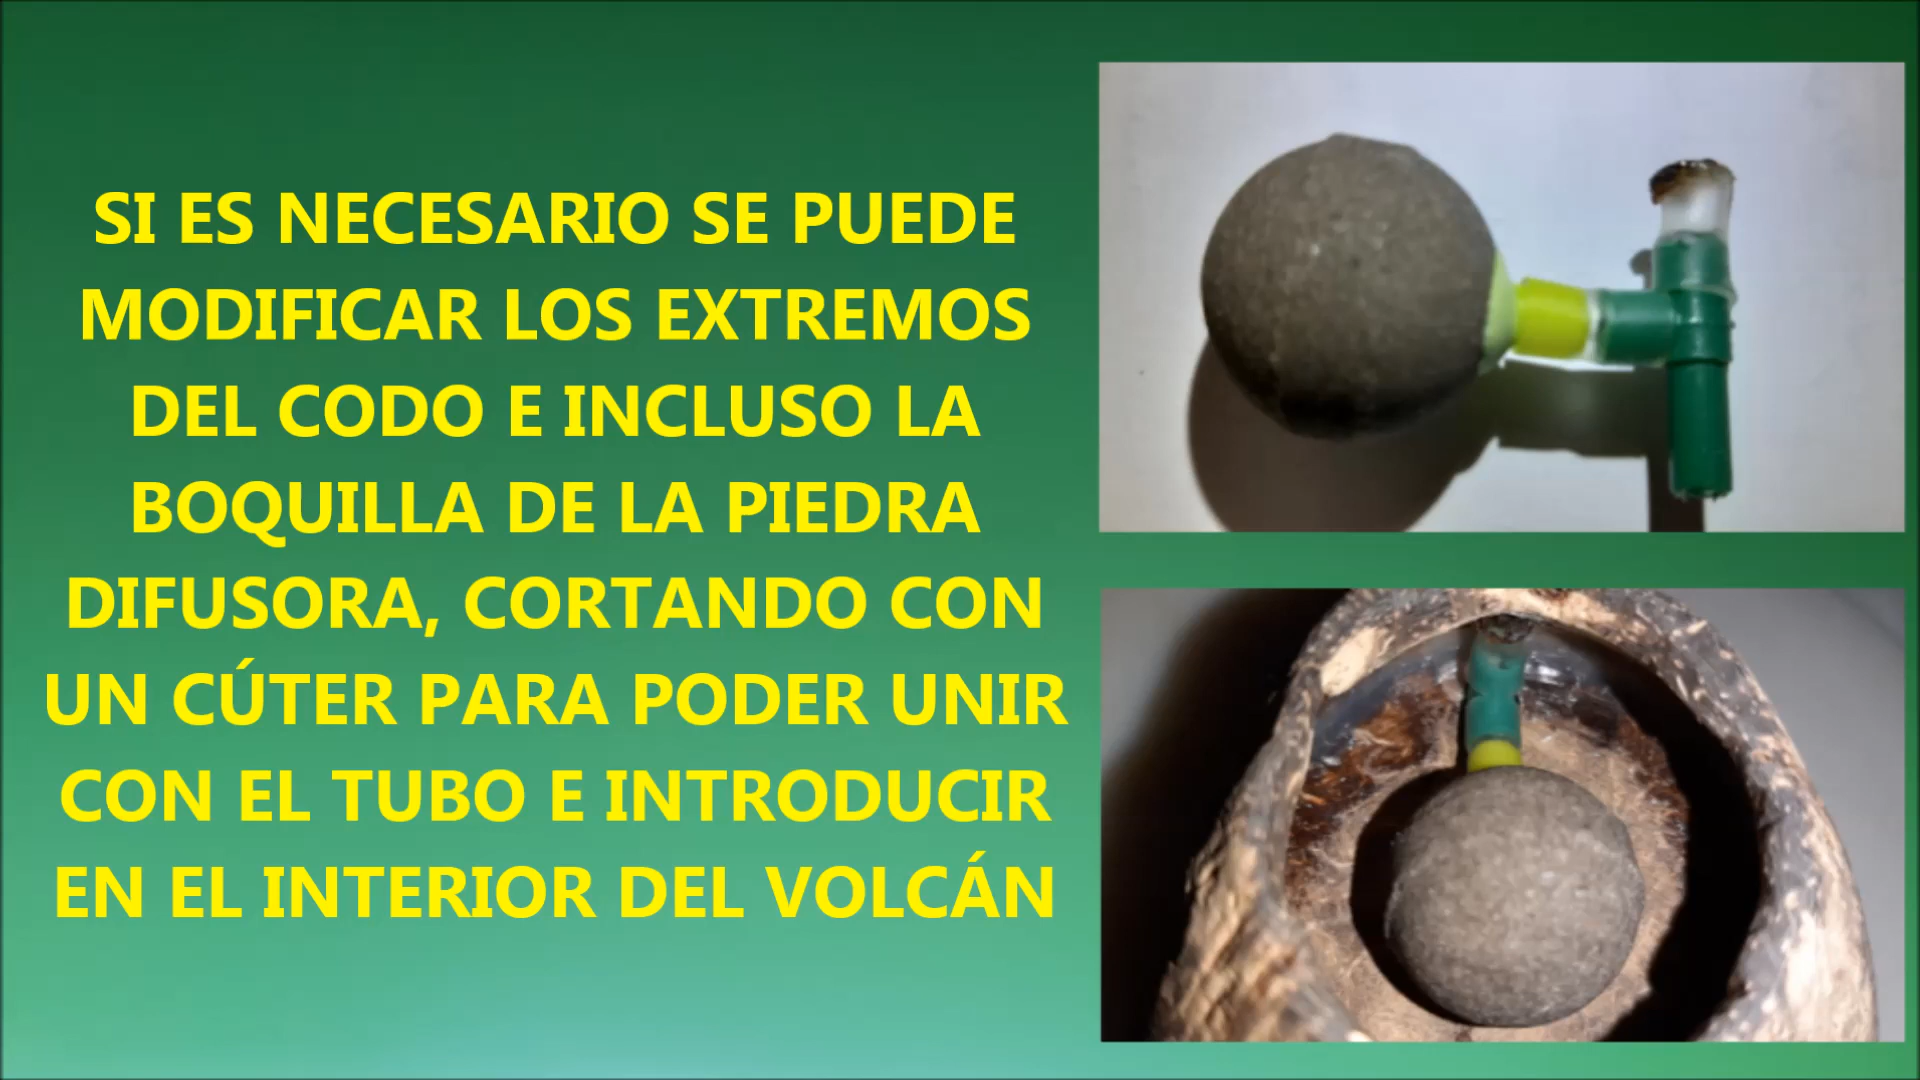 SI ES NECESARIO SE PUEDE
MODIFICAR LOS EXTREMOS
DEL CODO E INCLUSO LA
BOQUILLA DE LA PIEDRA
DIFUSORA, CORTANDO CON
UN CÚTER PARA PODER UNIR
CON EL TUBO E INTRODUCIR
EN EL INTERIOR DEL VOLCÁN